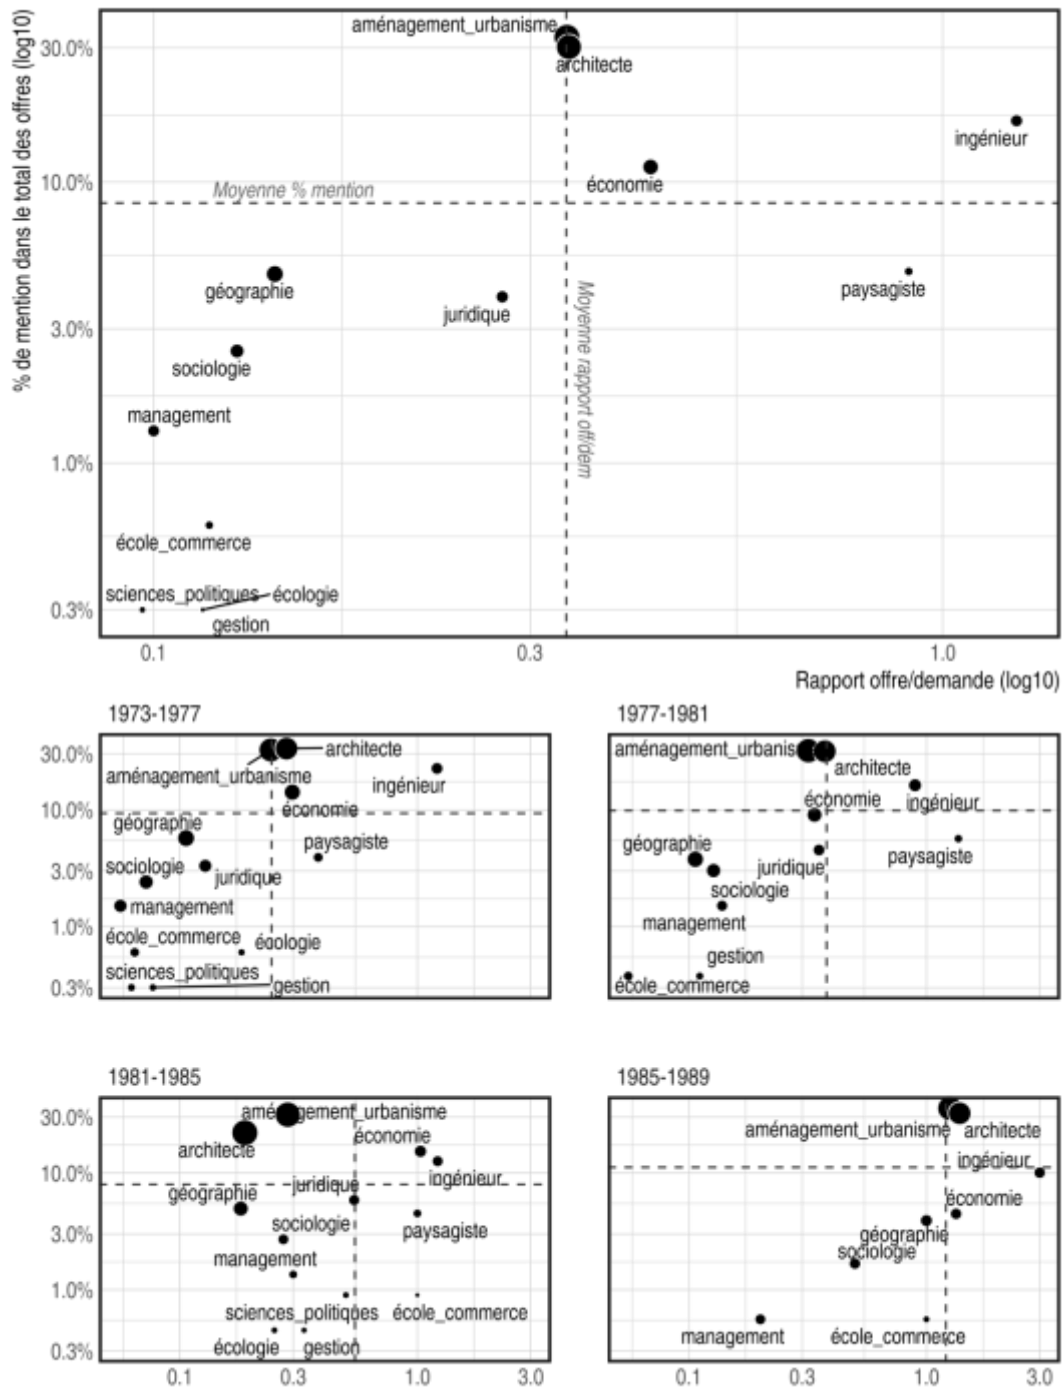 % de mention dans le total des offres (log10)
30.0%
10.0%
3.0%
1.0%
0.3%
aménagement_urbanisme
architecte
ingénieur
économie
Moyenne % mention
géographie
juridique
paysagiste
Moyenne rapport off/dem
sociologie
management
école_commerce
sciences_politiques
écologie
gestion
0.1
0.3
1.0
Rapport offre/demande (log10)
1973-1977
30.0%
10.0%
3.0%
1.0%
0.3%
architecte
aménagement_urbanisme
ingénieur
économie
géographie
paysagiste
sociologie
juridique
management
école_commerce
écologie
sciences_politiques
gestion
1977-1981
aménagement_urbanis
architecte
économie
ingénieur
géographie
juridique
paysagiste
sociologie
management
gestion
école_commerce
1981-1985
30.0%
10.0%
3.0%
1.0%
0.3%
aménagement_urbanisme
architecte
économie
ingénieur
géographie
juridique
sociologie
paysagiste
management
sciences_politiques
école_commerce
écologie
gestion
0.1
0.3
1.0
3.0
1985-1989
aménagement_urbanisme
architecte
ingénieur
économie
géographie
sociologie
management
école_commerce
0.1
0.3
1.0
3.0